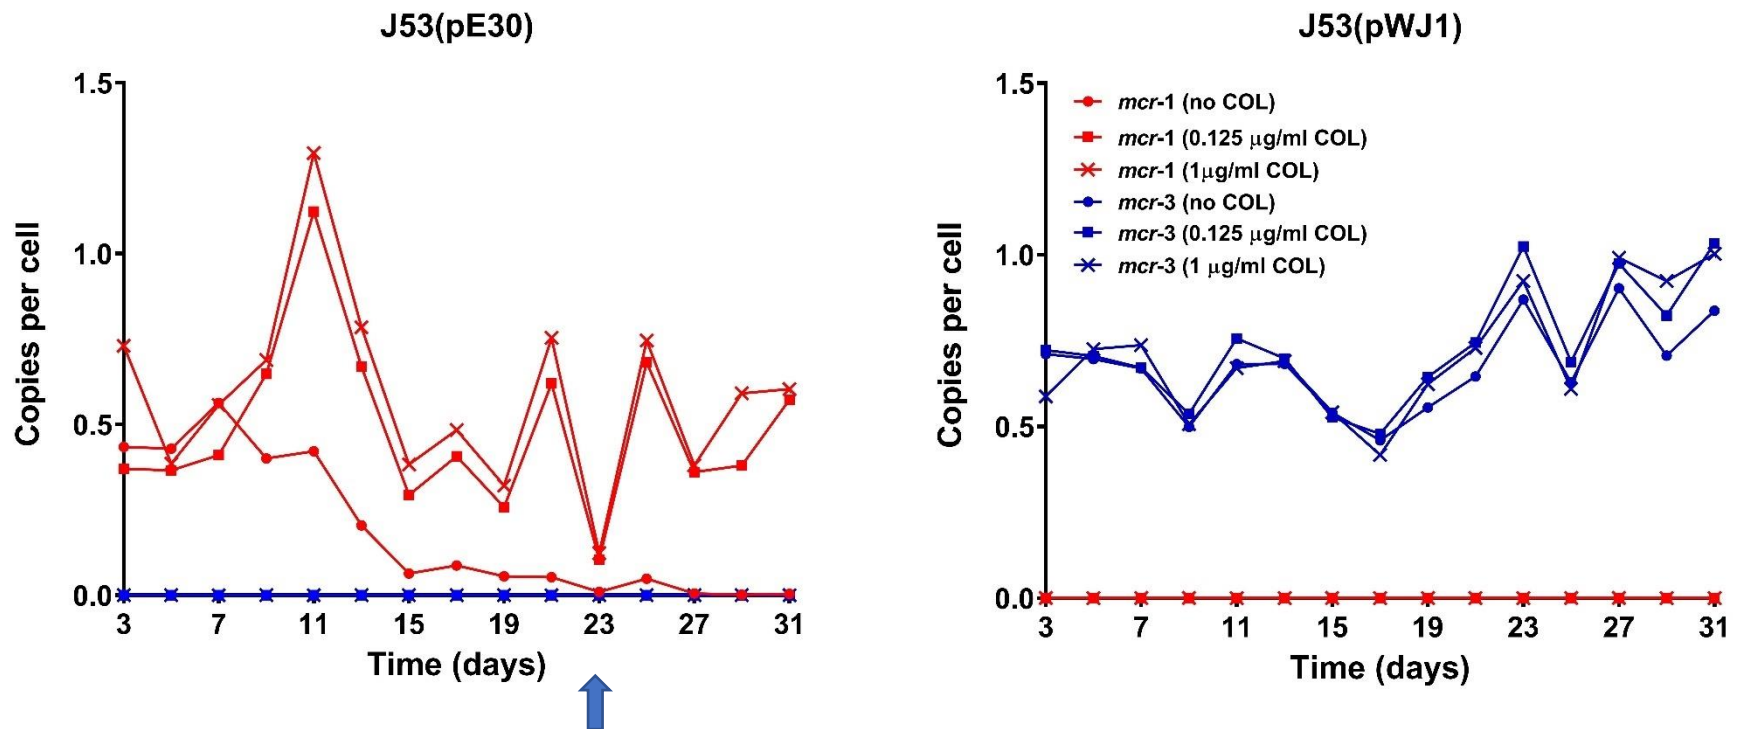 J53(pE30)
1.5
1.0
0.5
0.0
Copies per cell
3 7 11 15 19 23 27 31
Time (days)
J53(pWJ1)
1.5
1.0
0.5
0.0
Copies per cell
mcr-1 (no COL)
mcr-1 (0.125 μg/ml COL)
mcr-1 (1μg/ml COL)
mcr-3 (no COL)
mcr-3 (0.125 μg/ml COL)
mcr-3 (1 μg/ml COL)
3 7 11 15 19 23 27 31
Time (days)